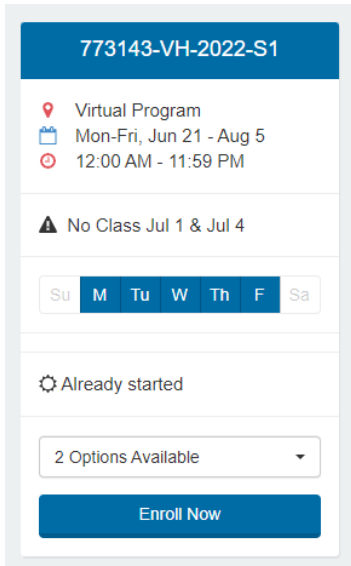 773143-VH-2022-S1
Virtual Program
Mon-Fri, Jun 21 - Aug 5
12:00 AM - 11:59 PM
No Class Jul 1 & Jul 4
Su M Tu W Th F Sa
Already started
2 Options Available
Enroll Now